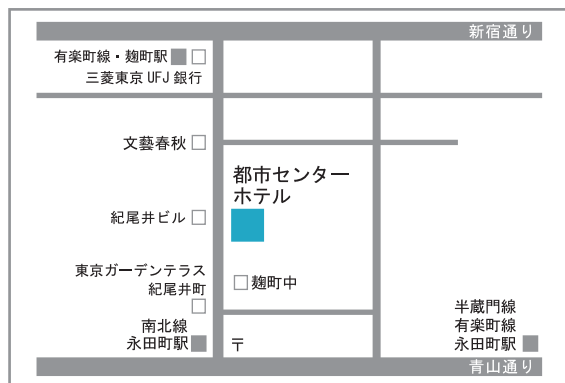 新宿通り
有楽町線・麹町駅
三菱東京 UFJ 銀行
文藝春秋
都市センター
ホテル
紀尾井ビル
東京ガーデンテラス
紀尾井町
麹町中
南北線
永田町駅
〒
半蔵門線
有楽町線
永田町駅
青山通り